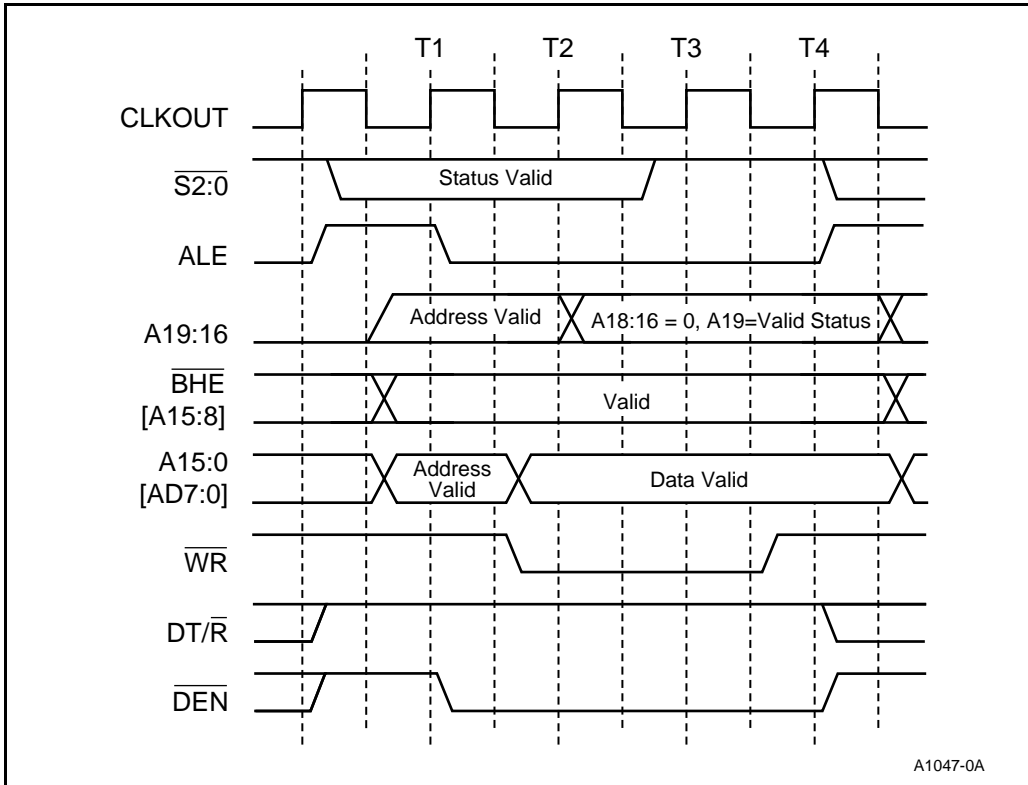 T1 T2 T3 T4
CLKOUT
S2:0
Status Valid
ALE
A19:16
Address Valid
A18:16 = 0, A19=Valid Status
BHE
[A15:8]
Valid
A15:0
[AD7:0]
Address
Valid
Data Valid
WR
DT/R
DEN
A1047-0A